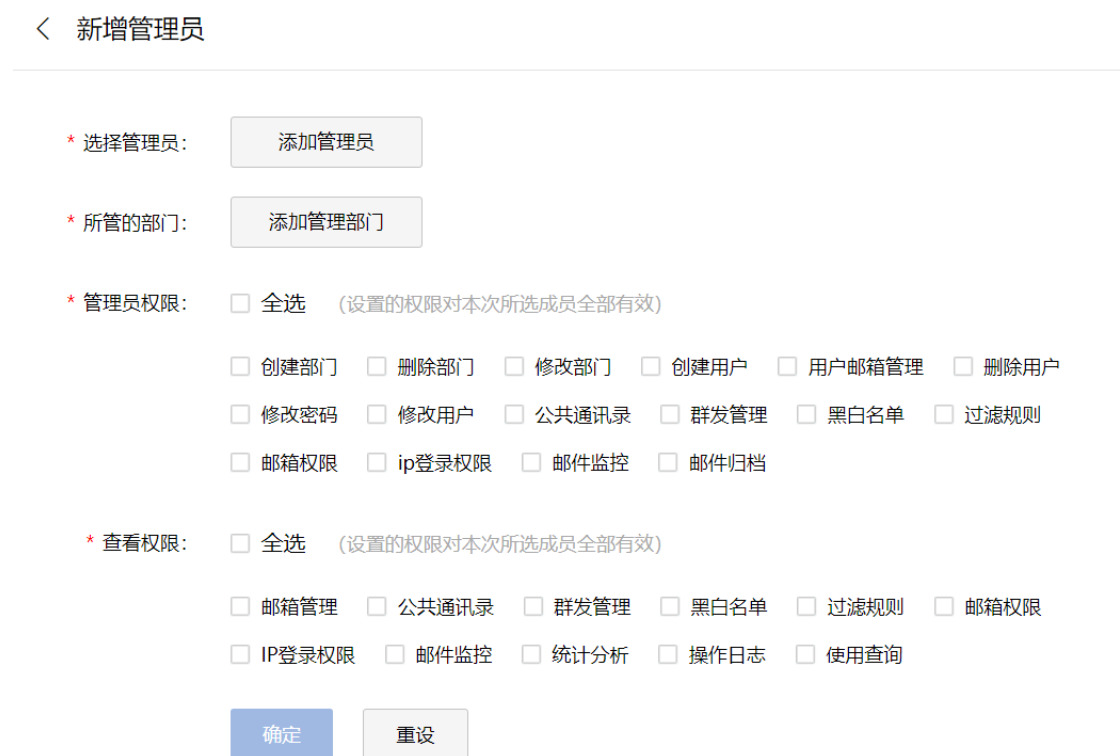 新增管理员
* 选择管理员: 添加管理员
* 所管的部门: 添加管理部门
* 管理员权限: 全选 (设置的权限对本次所选成员全部有效)
创建部门 删除部门 修改部门 创建用户 用户邮箱管理 删除用户
修改密码 修改用户 公共通讯录 群发管理 黑白名单 过滤规则
邮箱权限 ip登录权限 邮件监控 邮件归档
* 查看权限: 全选 (设置的权限对本次所选成员全部有效)
邮箱管理 公共通讯录 群发管理 黑白名单 过滤规则 邮箱权限
IP登录权限 邮件监控 统计分析 操作日志 使用查询
确定 重设